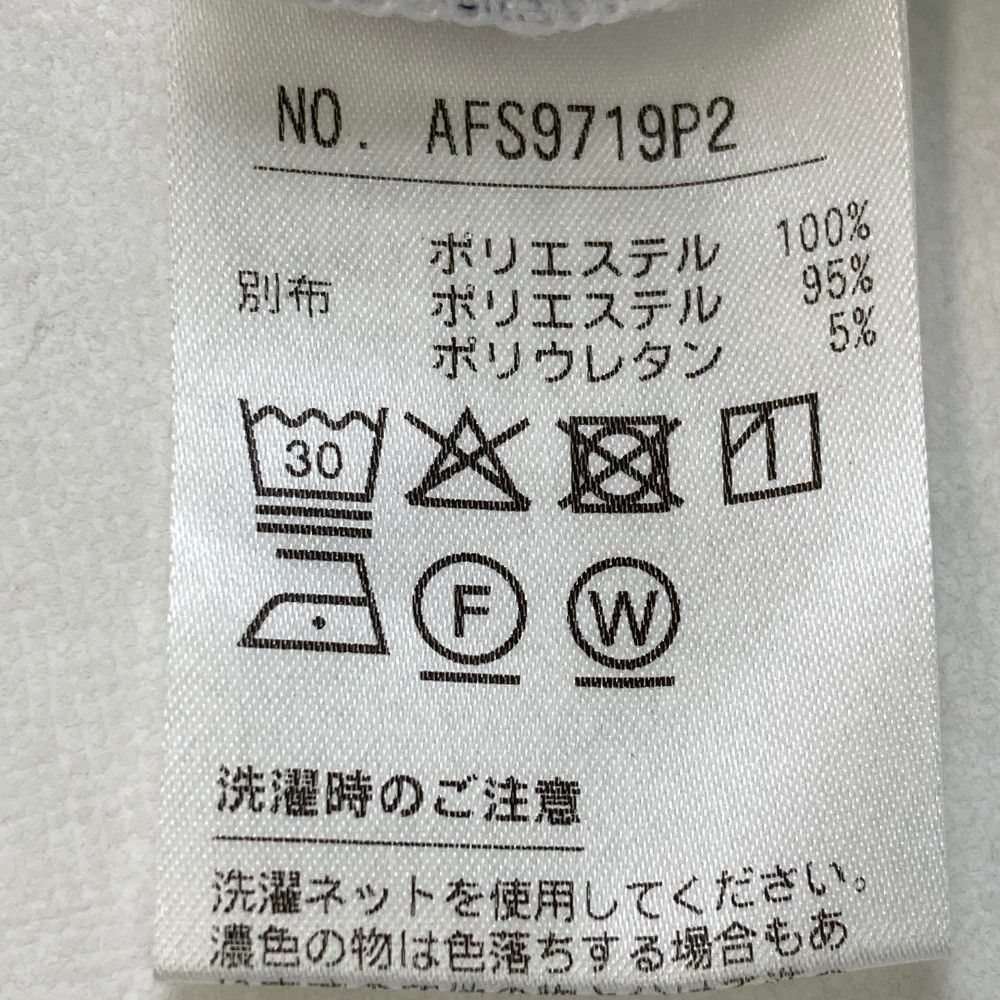 NO. AFS9719P2
ポリエステル 100%
別布 ポリエステル 95%
ポリウレタン 5%
30
F W
洗濯時のご注意
洗濯ネットを使用してください。
濃色の物は色落ちする場合もあ